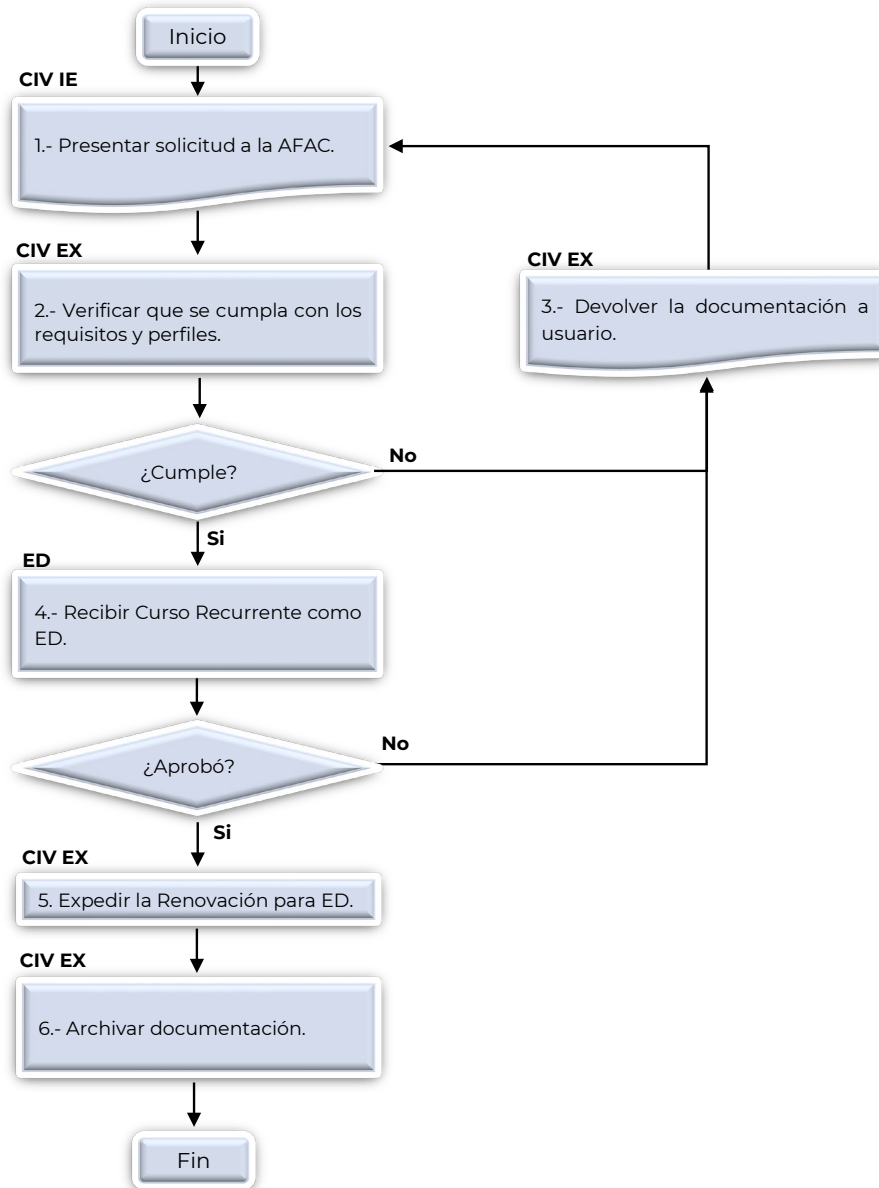 Inicio
CIV IE
1.- Presentar solicitud a la AFAC.
CIV EX
2.- Verificar que se cumpla con los
requisitos y perfiles.
CIV EX
3.- Devolver la documentación a
usuario.
¿Cumple?
No
Si
ED
4.- Recibir Curso Recurrente como
ED.
¿Aprobó?
No
Si
CIV EX
5. Expedir la Renovación para ED.
CIV EX
6.- Archivar documentación.
Fin